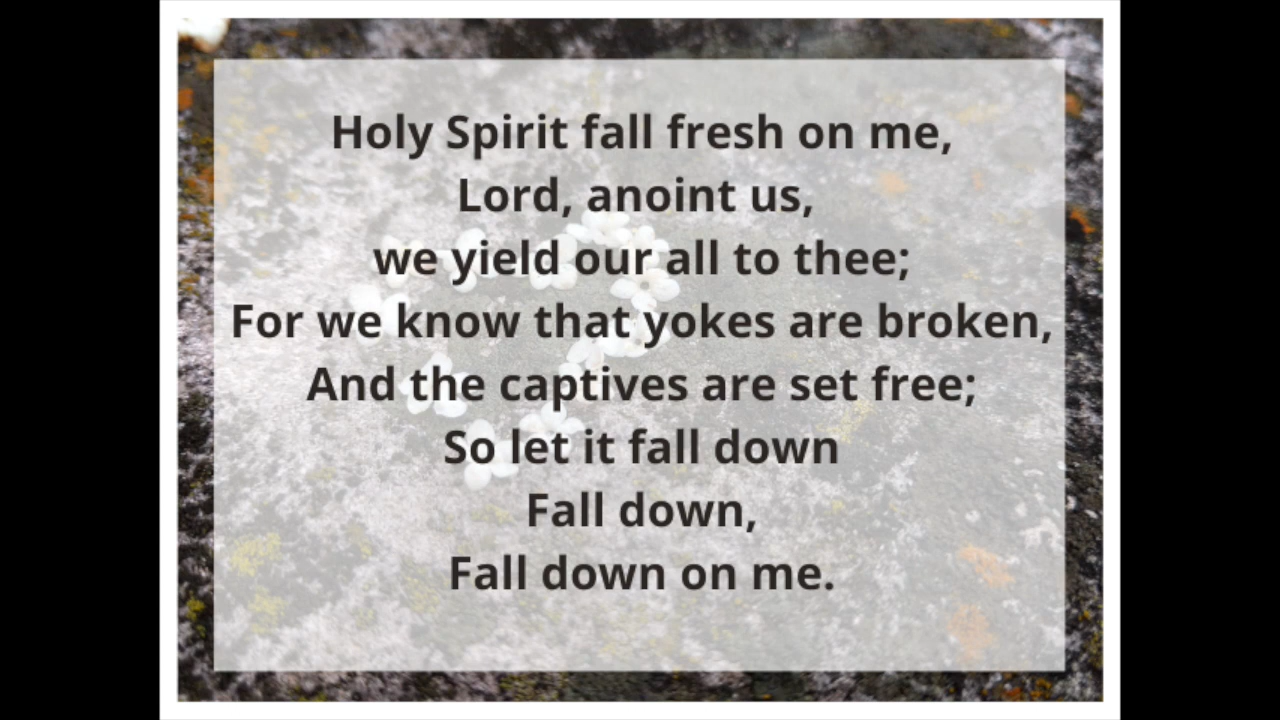 Holy Spirit fall fresh on me,
Lord, anoint us,
we yield our all to thee;
For we know that yokes are broken,
And the captives are set free;
So let it fall down
Fall down,
Fall down on me.